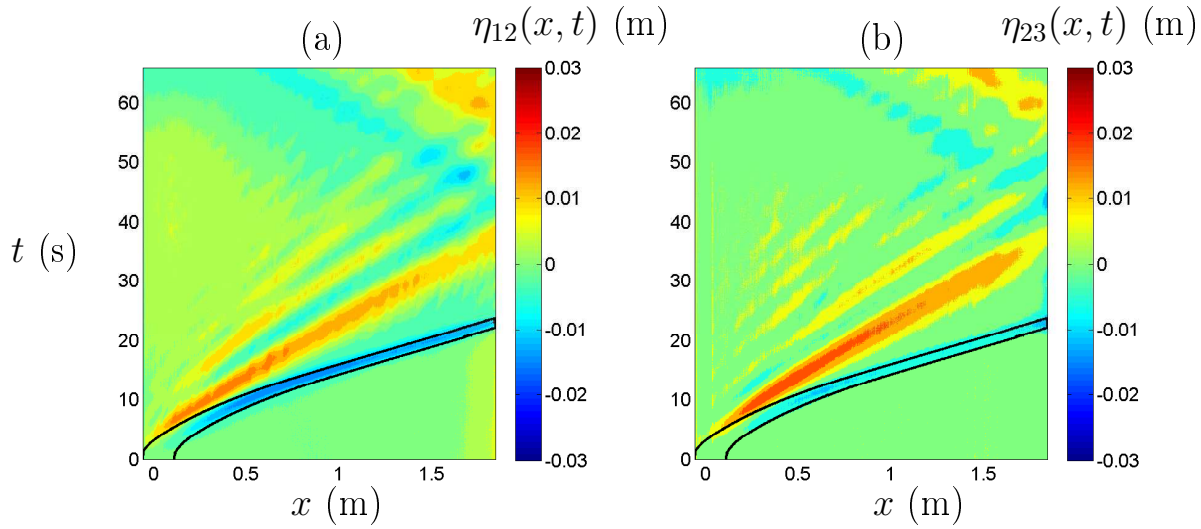 (a) η₁₂(x, t) (m) (b) η₂₃(x, t) (m)
0.03 0.03
60 60
0.02 0.02
50 50
0.01 0.01
40 40
t (s) 0 0
30 30
-0.01 -0.01
20 20
-0.02 -0.02
10 10
0 -0.03 0 -0.03
0 0.5 1 1.5 0 0.5 1 1.5
x (m) x (m)